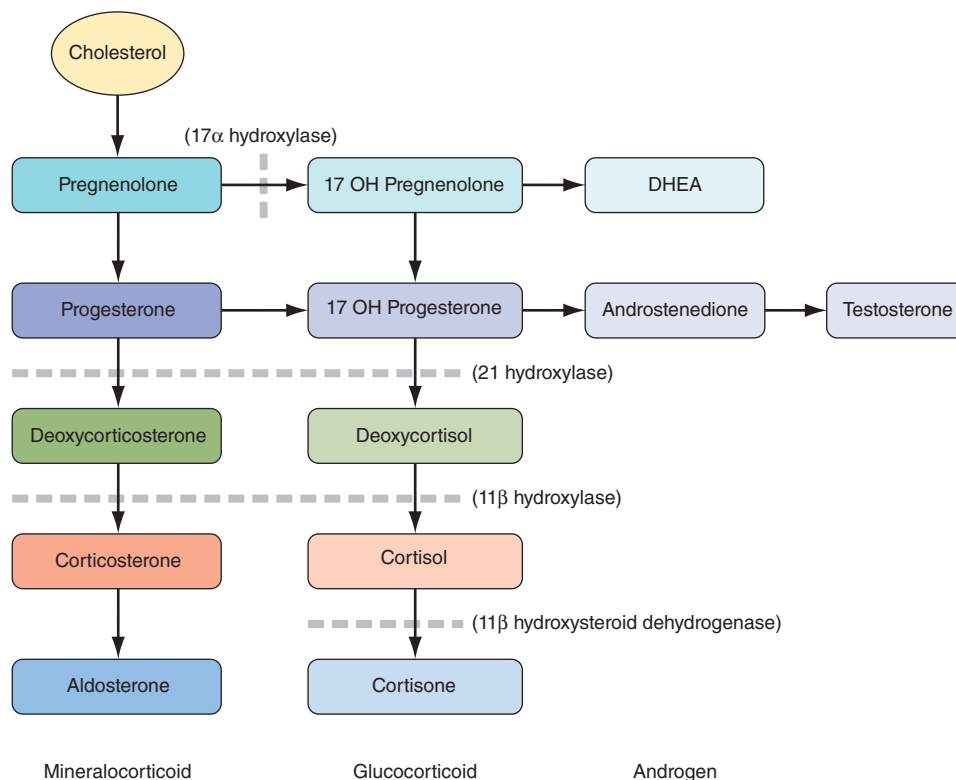 Cholesterol
(17α hydroxylase)
Pregnenolone
17 OH Pregnenolone
DHEA
Progesterone
17 OH Progesterone
Androstenedione
Testosterone
(21 hydroxylase)
Deoxycorticosterone
Deoxycortisol
(11β hydroxylase)
Corticosterone
Cortisol
(11β hydroxysteroid dehydrogenase)
Aldosterone
Cortisone
Mineralocorticoid
Glucocorticoid
Androgen